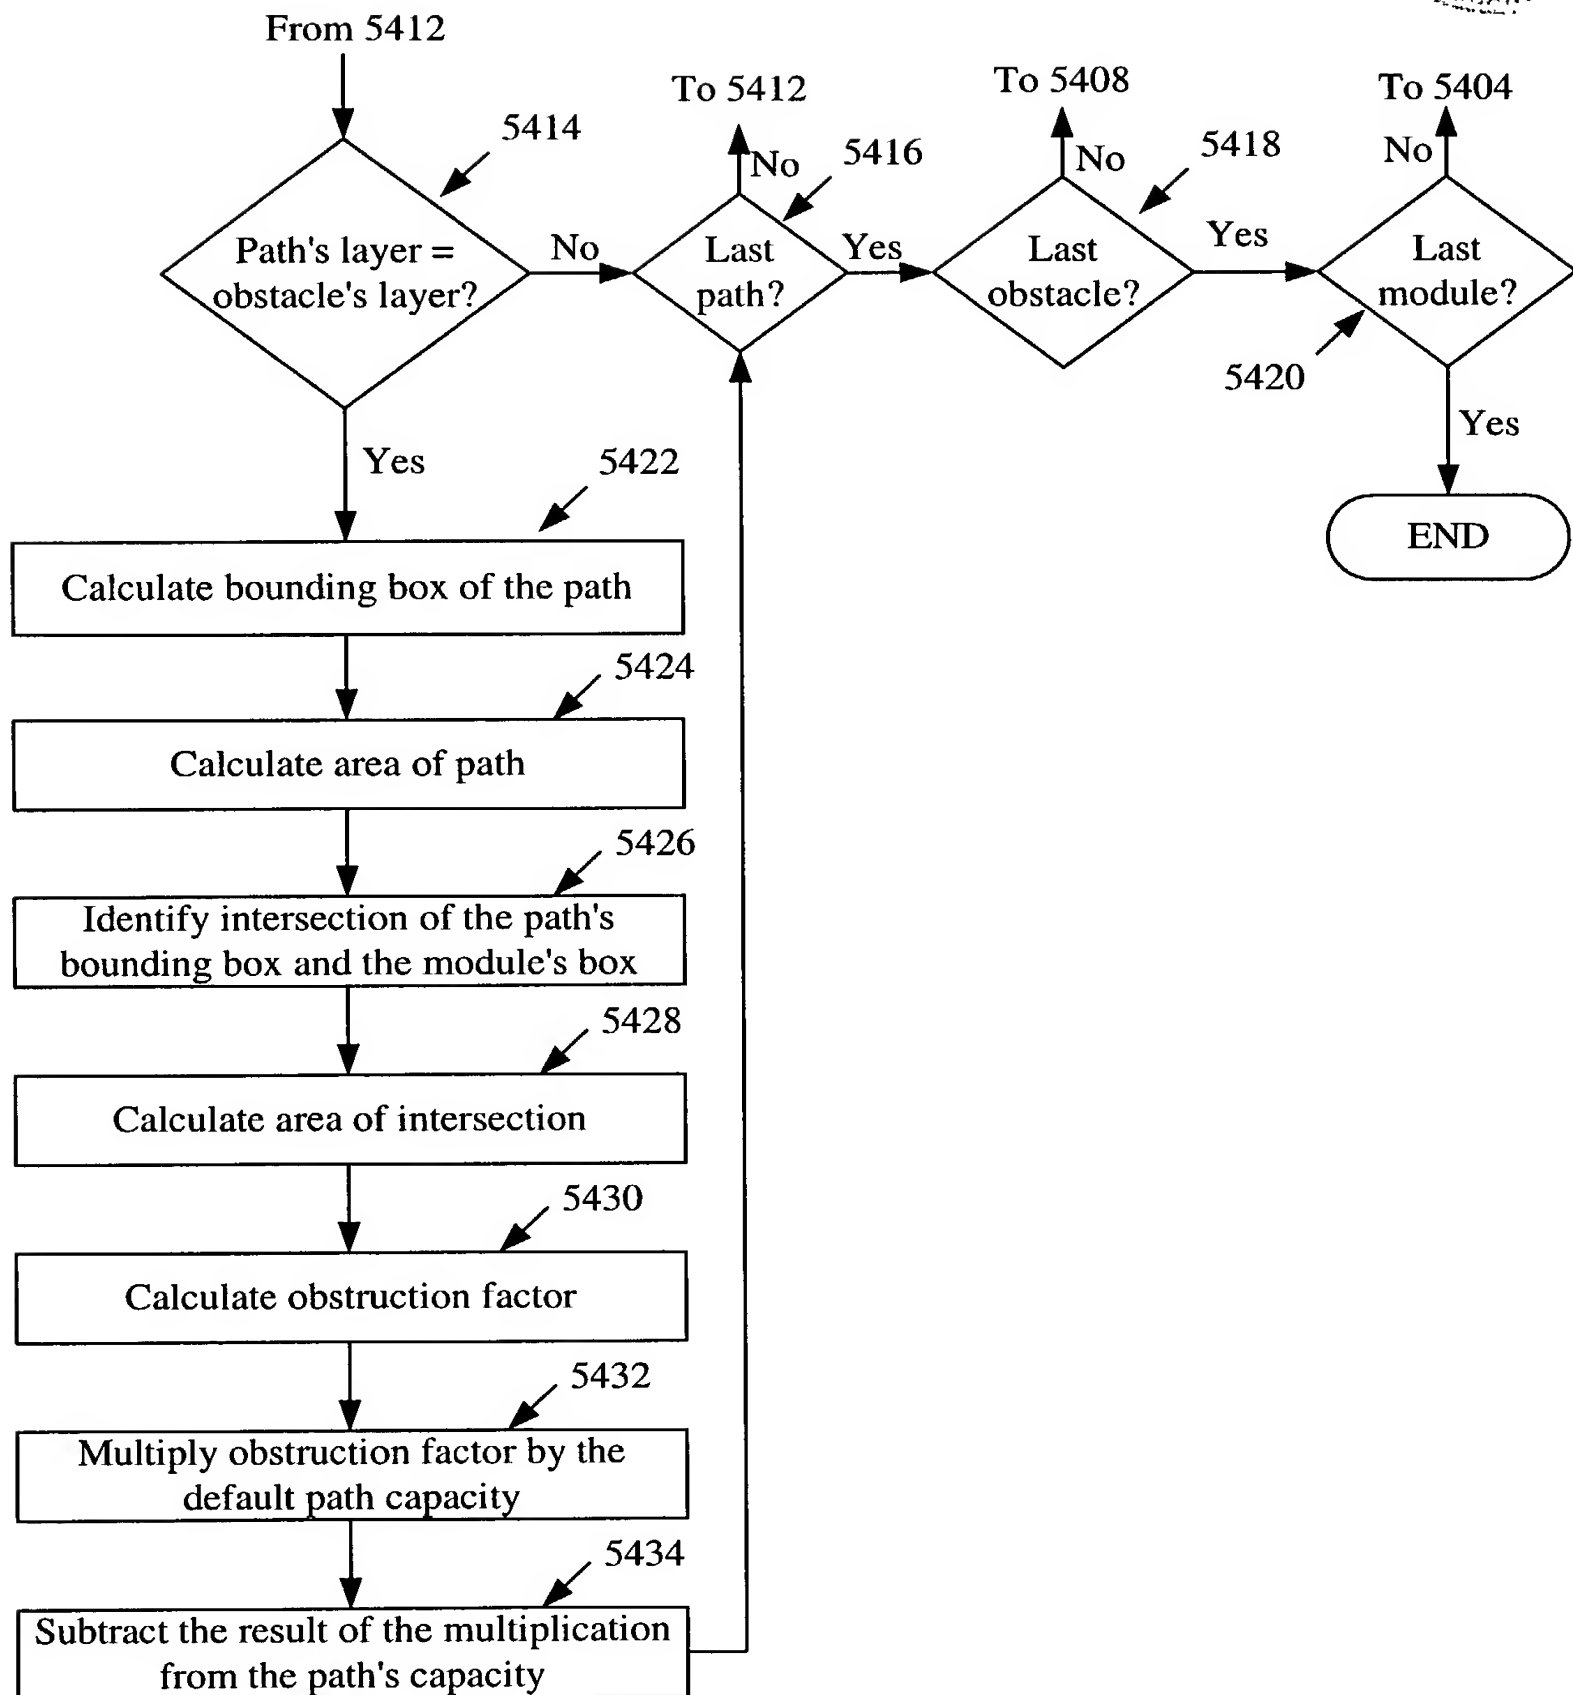 From 5412
To 5412
To 5408
To 5404
5414
No
5416
No
5418
No
Path's layer =
obstacle's layer?
No
Last
path?
Yes
Last
obstacle?
Yes
Last
module?
5420
Yes
Yes
END
5422
Calculate bounding box of the path
5424
Calculate area of path
5426
Identify intersection of the path's
bounding box and the module's box
5428
Calculate area of intersection
5430
Calculate obstruction factor
5432
Multiply obstruction factor by the
default path capacity
5434
Subtract the result of the multiplication
from the path's capacity